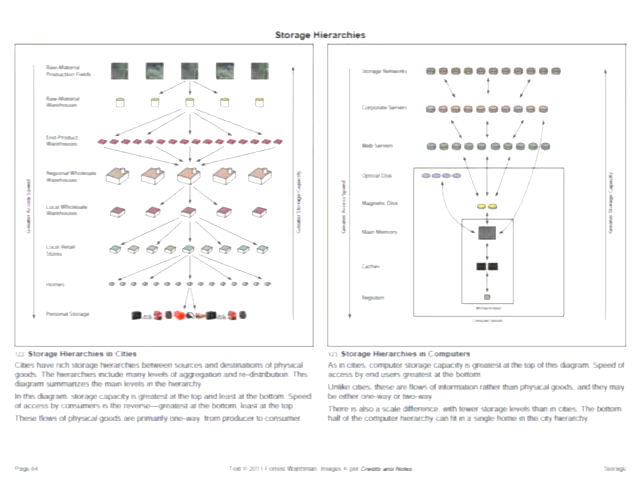 Storage Hierarchies
Raw-Material
Production Fields
Raw-Material
Warehouses
End-Product
Warehouses
Regional Wholesale
Warehouses
Local Wholesale
Warehouses
Local Retail
Stores
Homes
Personal Storage
Greater Access Speed
Greater Storage Capacity
Storage Networks
Corporate Servers
Web Servers
Optical Disk
Magnetic Disk
Main Memory
Caches
Registers
Greater Access Speed
Greater Storage Capacity
Microprocessor
Computer System
122 Storage Hierarchies in Cities
Cities have rich storage hierarchies between sources and destinations of physical
goods. The hierarchies include many levels of aggregation and re-distribution. This
diagram summarizes the main levels in the hierarchy.
In this diagram, storage capacity is greatest at the top and least at the bottom. Speed
of access by consumers is the reverse—greatest at the bottom, least at the top.
These flows of physical goods are primarily one-way, from producer to consumer.
123 Storage Hierarchies in Computers
As in cities, computer storage capacity is greatest at the top of this diagram. Speed of
access by end users greatest at the bottom.
Unlike cities, these are flows of information rather than physical goods, and they may
be either one-way or two-way.
There is also a scale difference, with fewer storage levels than in cities. The bottom
half of the computer hierarchy can fit in a single home in the city hierarchy.
Page 64
Text © 2011 Forrest Warthman. Images © per Credits and Notes
Storage